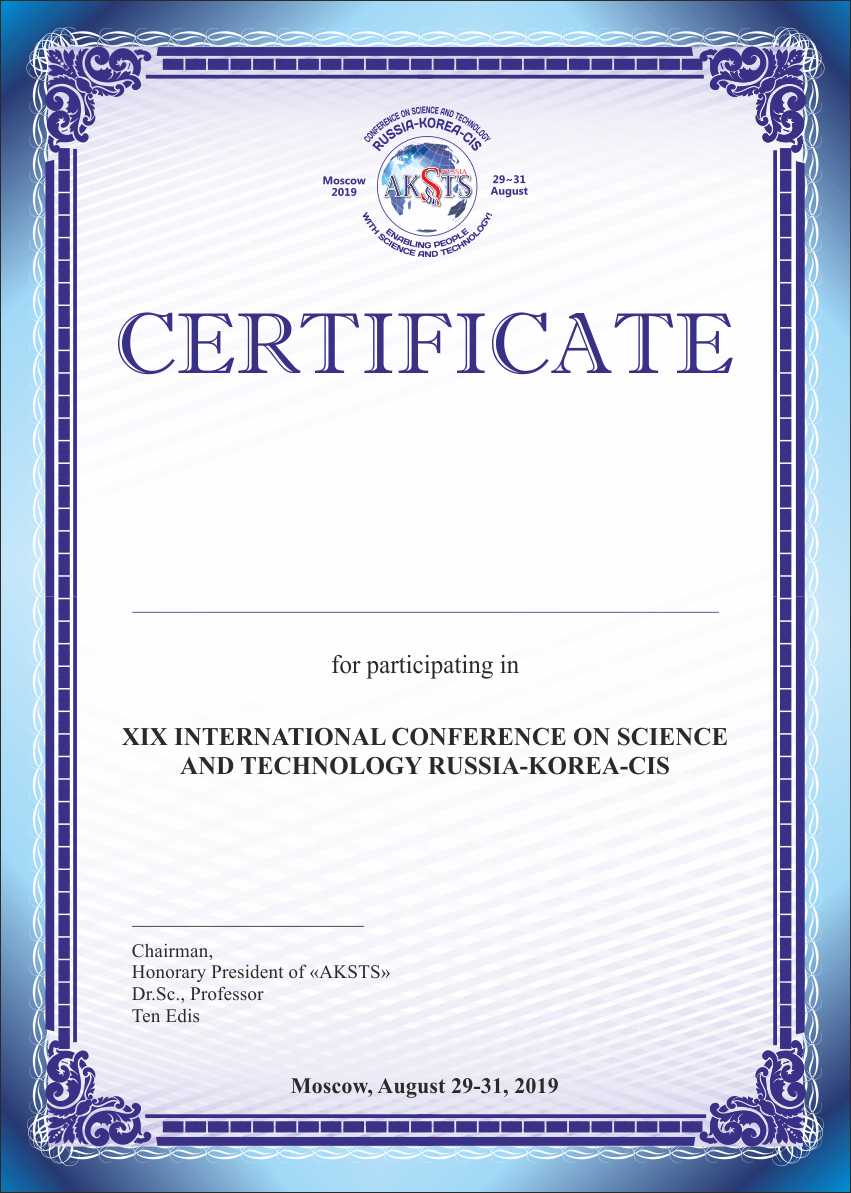 CONFERENCE ON SCIENCE AND TECHNOLOGY
RUSSIA-KOREA-CIS
Moscow
2019
RUSSIA
AKSTS
29~31
August
ENABLING PEOPLE
WITH SCIENCE AND TECHNOLOGY!
CERTIFICATE
for participating in
XIX INTERNATIONAL CONFERENCE ON SCIENCE
AND TECHNOLOGY RUSSIA-KOREA-CIS
Chairman,
Honorary President of «AKSTS»
Dr.Sc., Professor
Ten Edis
Moscow, August 29-31, 2019